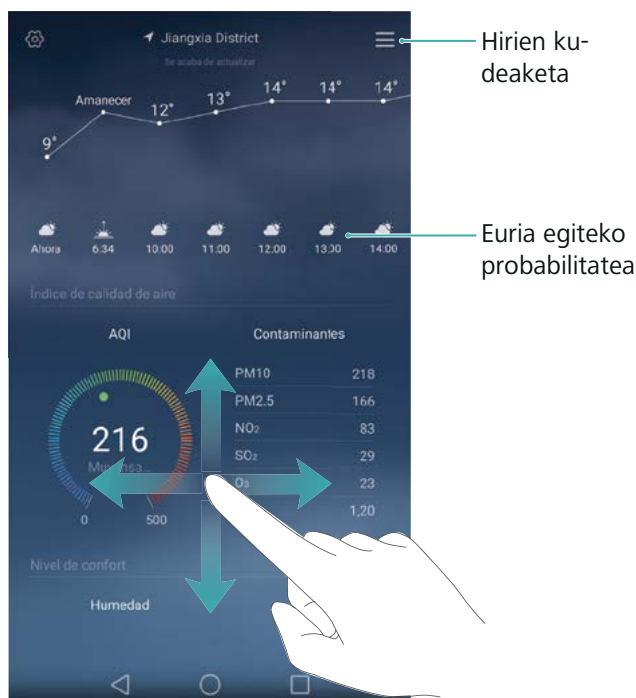 Jiangxia District
Se acaba de actualizar
Hirien ku-
deaketa
Amanecer
9°
12°
13°
14°
14°
14°
Ahora
6:34
10:00
11:00
12:00
13:00
14:00
Euria egiteko
probabilitatea
Índice de calidad de aire
AQI
Contaminantes
PM10 218
PM2.5 166
NO₂ 83
SO₂ 29
O₃ 23
1,20
216
0
500
Nivel de confort
Humedad